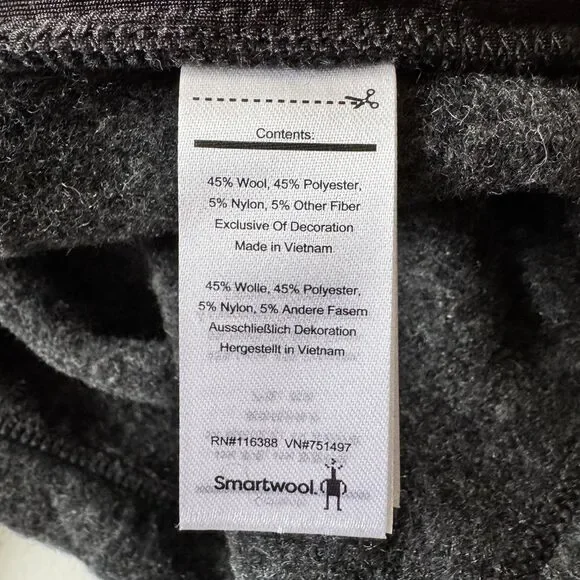 Contents:
45% Wool, 45% Polyester,
5% Nylon, 5% Other Fiber
Exclusive Of Decoration
Made in Vietnam
45% Wolle, 45% Polyester,
5% Nylon, 5% Andere Fasern
Ausschließlich Dekoration
Hergestellt in Vietnam
RN#116388 VN#751497
Smartwool.